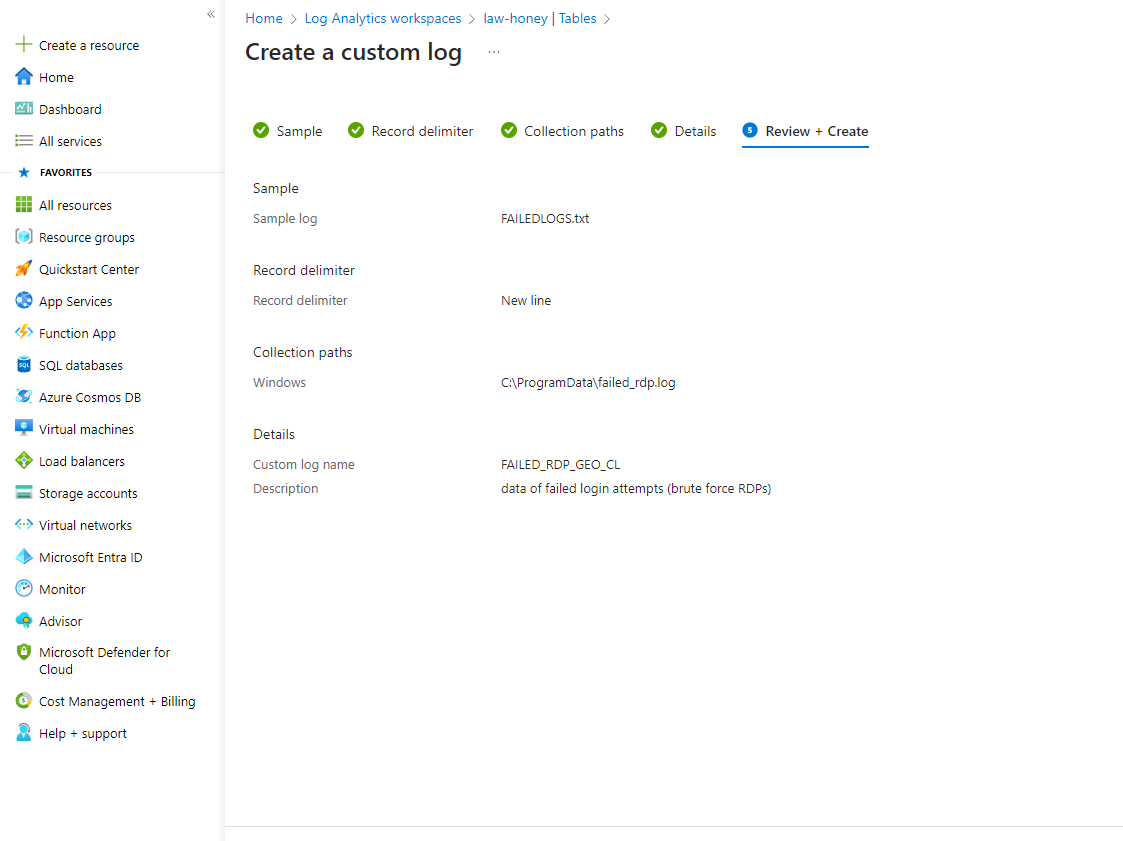 «
Create a resource
Home
Dashboard
All services
FAVORITES
All resources
Resource groups
Quickstart Center
App Services
Function App
SQL databases
Azure Cosmos DB
Virtual machines
Load balancers
Storage accounts
Virtual networks
Microsoft Entra ID
Monitor
Advisor
Microsoft Defender for
Cloud
Cost Management + Billing
Help + support
Home > Log Analytics workspaces > law-honey | Tables >
Create a custom log ...
Sample Record delimiter Collection paths Details 5 Review + Create
Sample
Sample log FAILEDLOGS.txt
Record delimiter
Record delimiter New line
Collection paths
Windows C:\ProgramData\failed_rdp.log
Details
Custom log name FAILED_RDP_GEO_CL
Description data of failed login attempts (brute force RDPs)